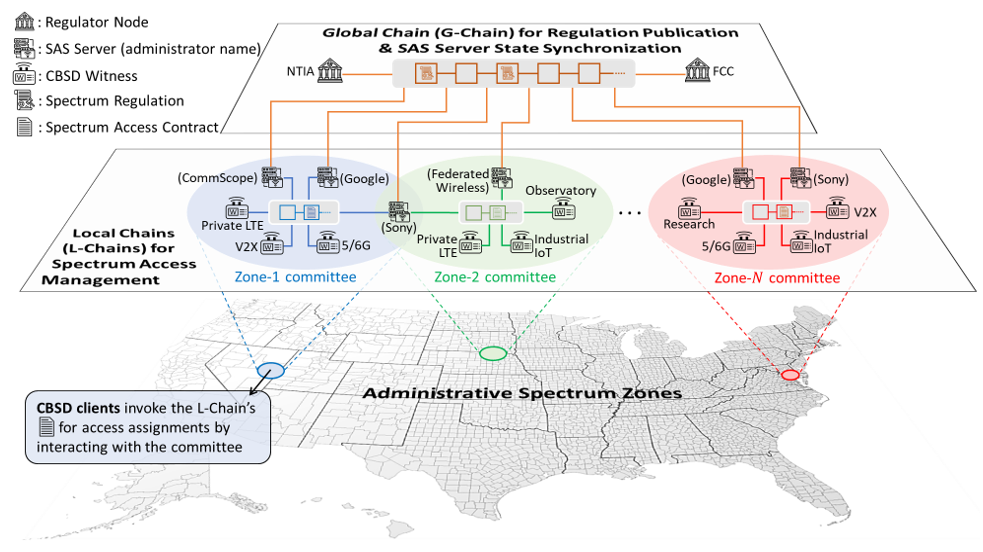 : Regulator Node
: SAS Server (administrator name)
: CBSD Witness
: Spectrum Regulation
: Spectrum Access Contract
Global Chain (G-Chain) for Regulation Publication
& SAS Server State Synchronization
NTIA
FCC
(CommScope)
(Google)
Private LTE
V2X
5/6G
(Sony)
Zone-1 committee
(Federated
Wireless)
Observatory
Private
LTE
Industrial
IoT
Zone-2 committee
...
(Google)
(Sony)
Research
V2X
5/6G
Industrial
IoT
Zone-N committee
Local Chains
(L-Chains) for
Spectrum Access
Management
Administrative Spectrum Zones
CBSD clients invoke the L-Chain's
for access assignments by
interacting with the committee